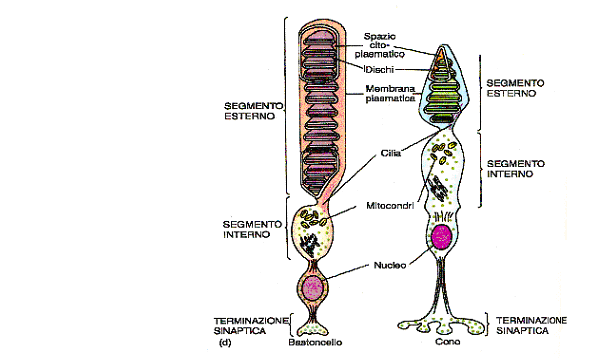 Spazio
cito-
plasmatico
Dischi
Membrana
plasmatica
SEGMENTO
ESTERNO
SEGMENTO
ESTERNO
Cilia
SEGMENTO
INTERNO
Mitocondri
SEGMENTO
INTERNO
Nucleo
TERMINAZIONE
SINAPTICA
TERMINAZIONE
SINAPTICA
(d)
Bastoncello
Cono